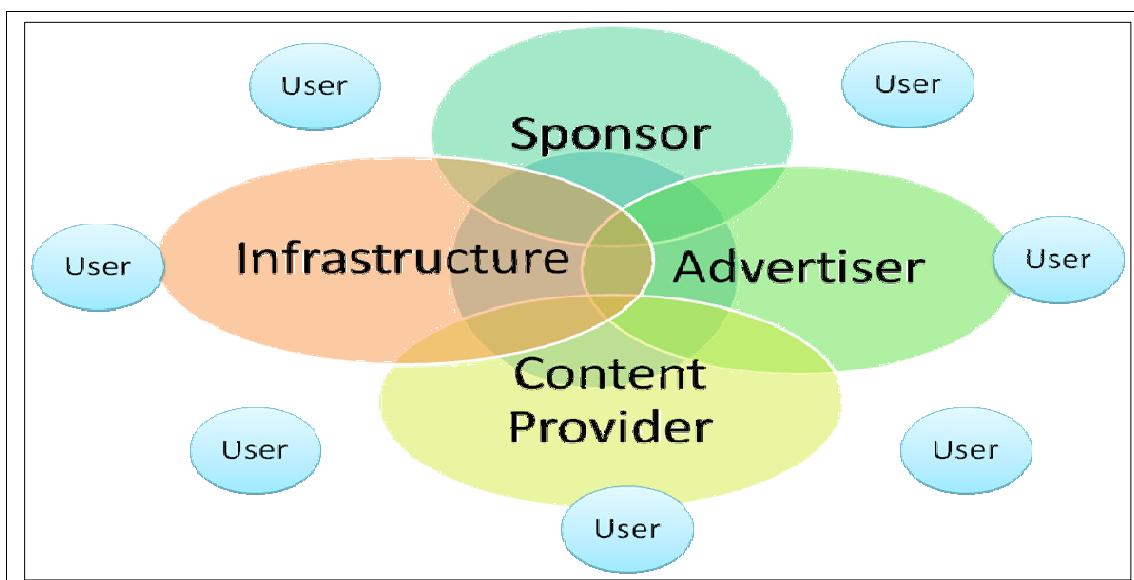 User
User
Sponsor
Infrastructure
Advertiser
User
User
Content
Provider
User
User
User